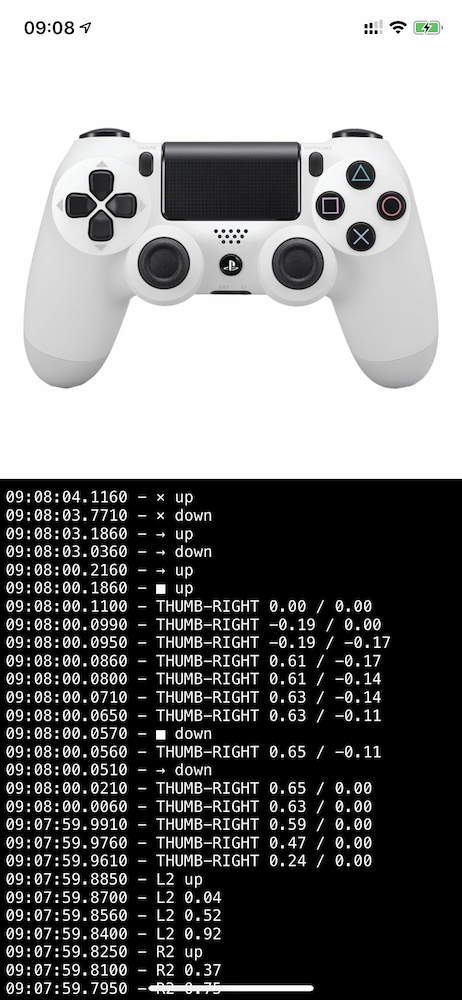 09:08
SHARE
OPTIONS
09:08:04.1160 – × up
09:08:03.7710 – × down
09:08:03.1860 – → up
09:08:03.0360 – → down
09:08:00.2160 – → up
09:08:00.1860 – ■ up
09:08:00.1100 – THUMB-RIGHT 0.00 / 0.00
09:08:00.0990 – THUMB-RIGHT -0.19 / 0.00
09:08:00.0950 – THUMB-RIGHT -0.19 / -0.17
09:08:00.0860 – THUMB-RIGHT 0.61 / -0.17
09:08:00.0800 – THUMB-RIGHT 0.61 / -0.14
09:08:00.0710 – THUMB-RIGHT 0.63 / -0.14
09:08:00.0650 – THUMB-RIGHT 0.63 / -0.11
09:08:00.0570 – ■ down
09:08:00.0560 – THUMB-RIGHT 0.65 / -0.11
09:08:00.0510 – → down
09:08:00.0210 – THUMB-RIGHT 0.65 / 0.00
09:08:00.0060 – THUMB-RIGHT 0.63 / 0.00
09:07:59.9910 – THUMB-RIGHT 0.59 / 0.00
09:07:59.9760 – THUMB-RIGHT 0.47 / 0.00
09:07:59.9610 – THUMB-RIGHT 0.24 / 0.00
09:07:59.8850 – L2 up
09:07:59.8700 – L2 0.04
09:07:59.8560 – L2 0.52
09:07:59.8400 – L2 0.92
09:07:59.8250 – R2 up
09:07:59.8100 – R2 0.37
09:07:59.7950 – R2 0.75